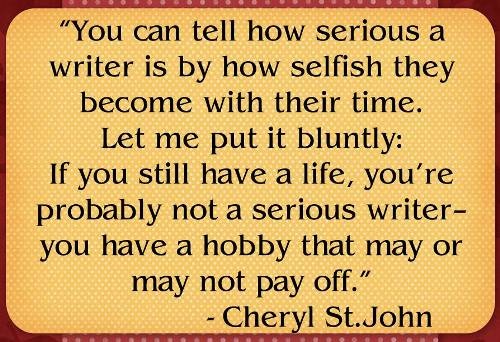 “You can tell how serious a
writer is by how selfish they
become with their time.
Let me put it bluntly:
If you still have a life, you’re
probably not a serious writer–
you have a hobby that may or
may not pay off.”
- Cheryl St.John